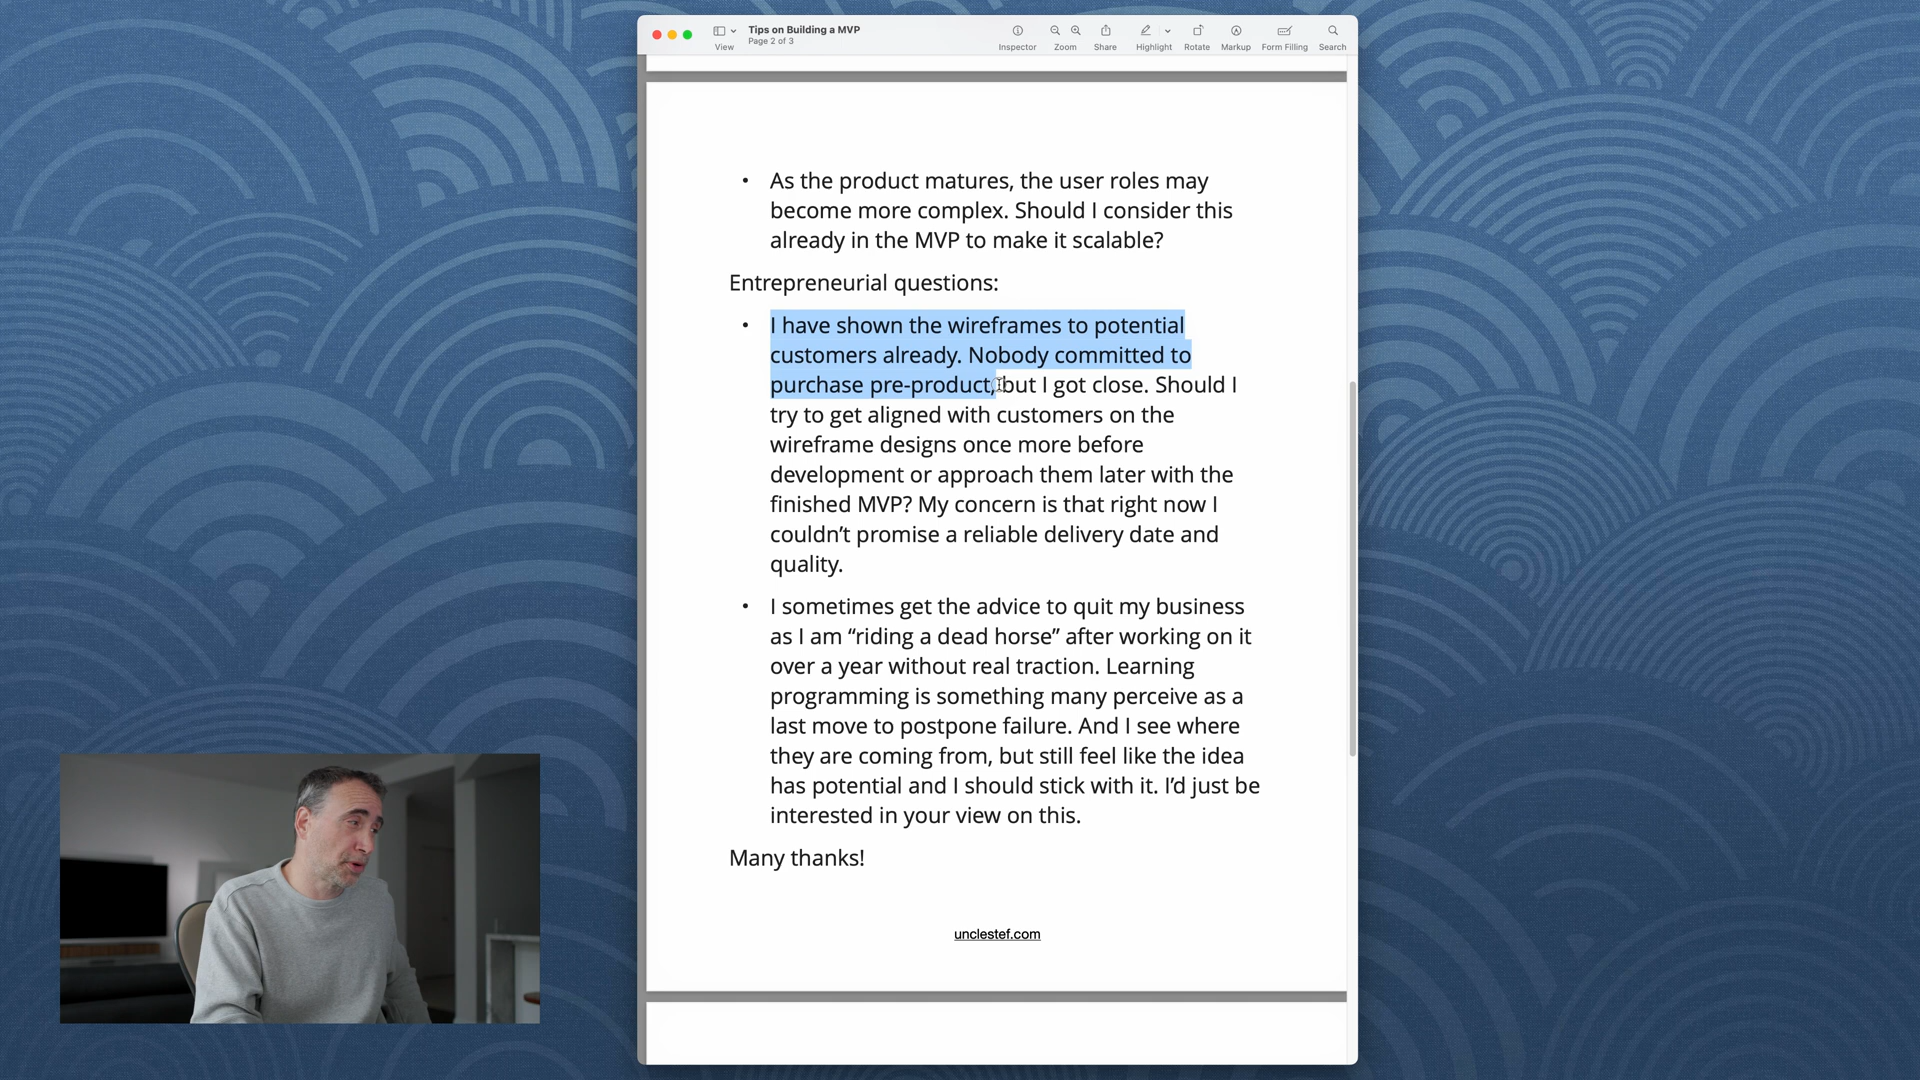 Tips on Building a MVP
Page 2 of 3
View
Inspector
Zoom
Share
Highlight
Rotate
Markup
Form Filling
Search
• As the product matures, the user roles may
become more complex. Should I consider this
already in the MVP to make it scalable?
Entrepreneurial questions:
• I have shown the wireframes to potential
customers already. Nobody committed to
purchase pre-product, but I got close. Should I
try to get aligned with customers on the
wireframe designs once more before
development or approach them later with the
finished MVP? My concern is that right now I
couldn’t promise a reliable delivery date and
quality.
• I sometimes get the advice to quit my business
as I am “riding a dead horse” after working on it
over a year without real traction. Learning
programming is something many perceive as a
last move to postpone failure. And I see where
they are coming from, but still feel like the idea
has potential and I should stick with it. I’d just be
interested in your view on this.
Many thanks!
unclestef.com